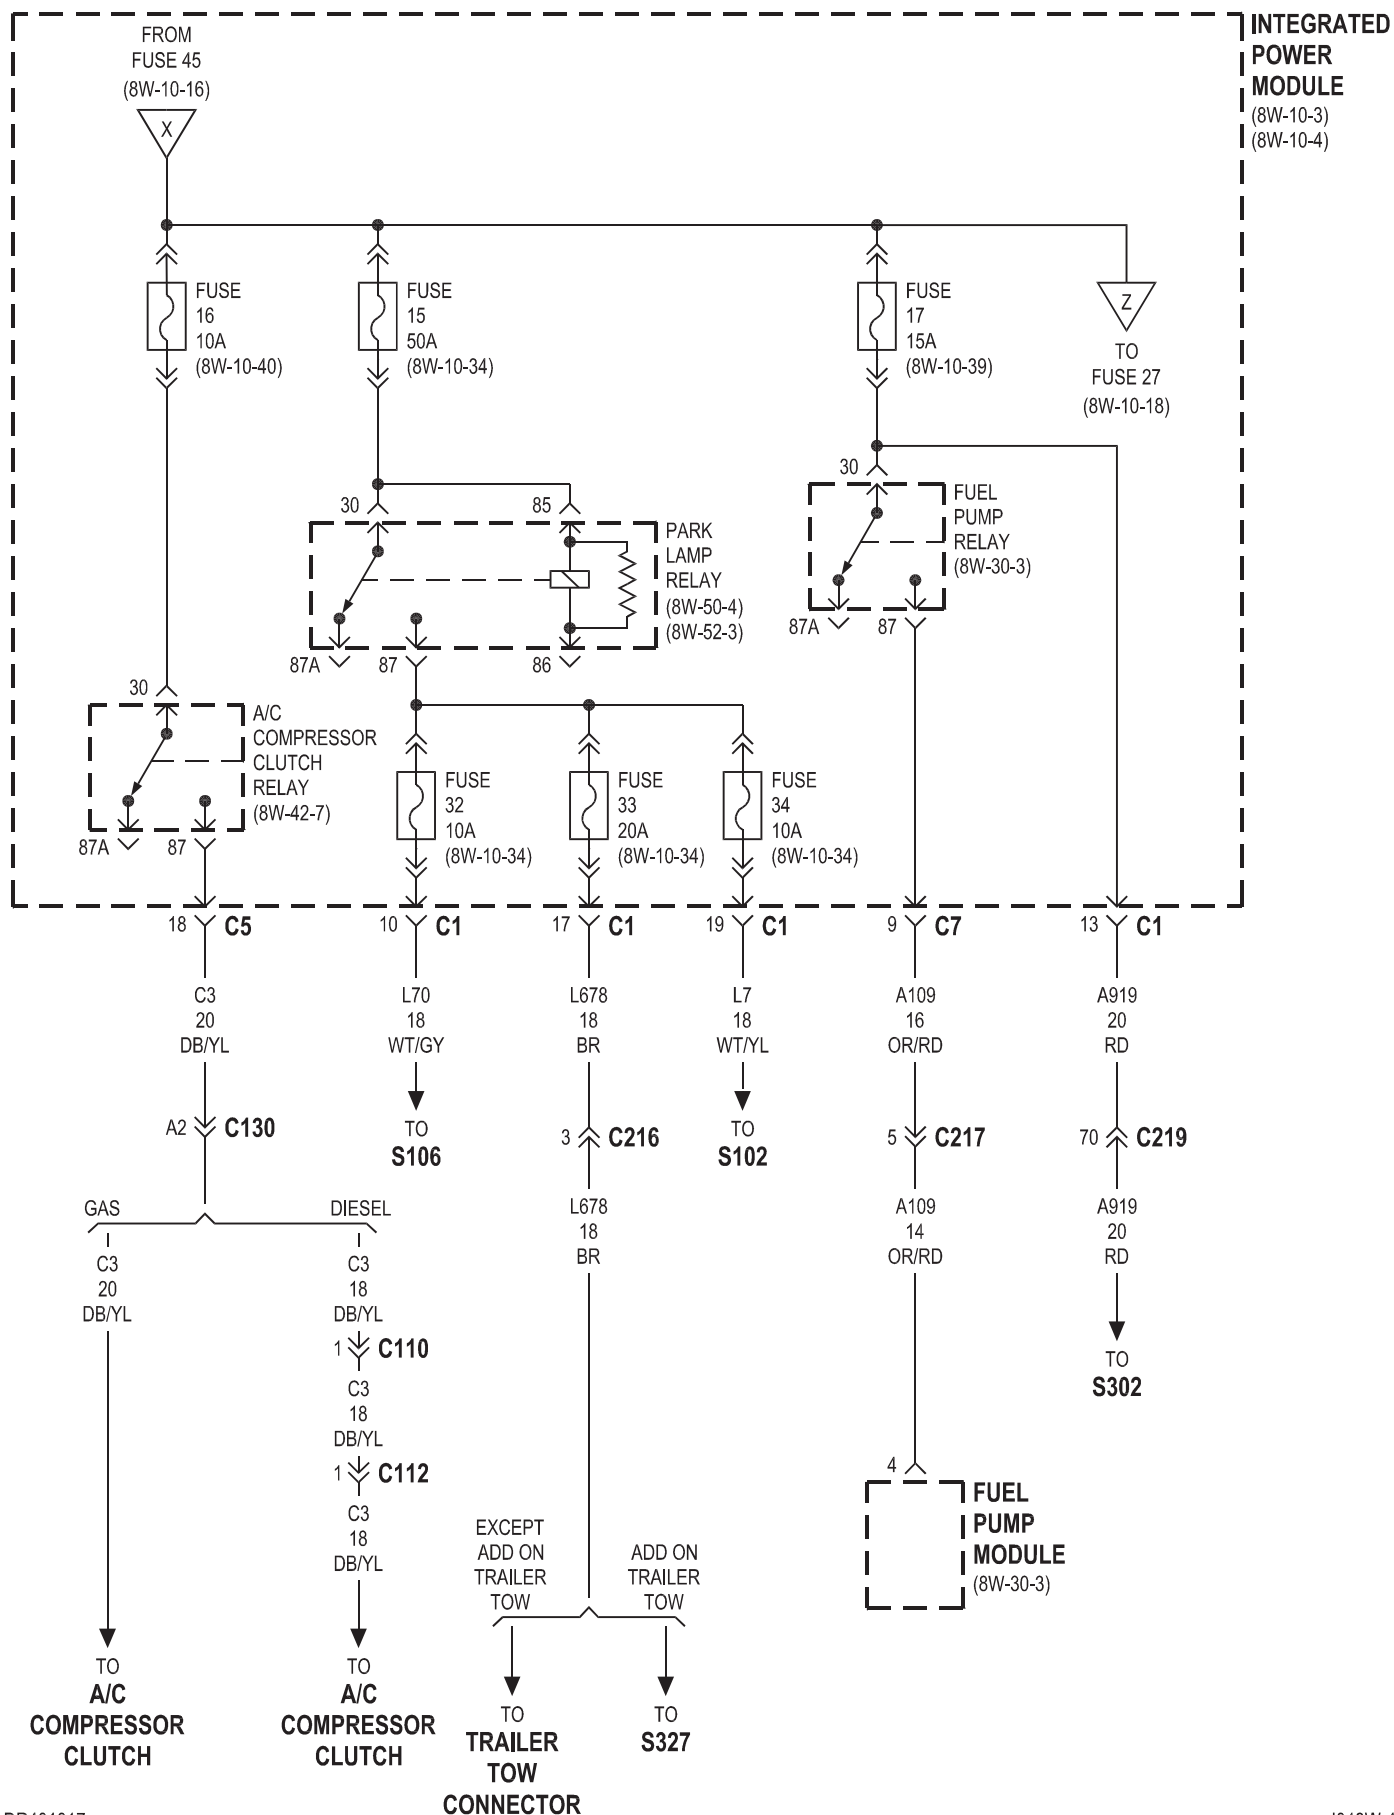 INTEGRATED
POWER
MODULE
(8W-10-3)
(8W-10-4)
FROM
FUSE 45
(8W-10-16)
X
FUSE
16
10A
(8W-10-40)
FUSE
15
50A
(8W-10-34)
FUSE
17
15A
(8W-10-39)
Z
TO
FUSE 27
(8W-10-18)
30
85
PARK
LAMP
RELAY
(8W-50-4)
(8W-52-3)
87A
87
86
30
FUEL
PUMP
RELAY
(8W-30-3)
87A
87
30
A/C
COMPRESSOR
CLUTCH
RELAY
(8W-42-7)
87A
87
FUSE
32
10A
(8W-10-34)
FUSE
33
20A
(8W-10-34)
FUSE
34
10A
(8W-10-34)
18 C5
10 C1
17 C1
19 C1
9 C7
13 C1
C3
20
DB/YL
L70
18
WT/GY
L678
18
BR
L7
18
WT/YL
A109
16
OR/RD
A919
20
RD
A2 C130
TO
S106
3 C216
TO
S102
5 C217
70 C219
GAS
DIESEL
C3
20
DB/YL
C3
18
DB/YL
1 C110
C3
18
DB/YL
1 C112
C3
18
DB/YL
L678
18
BR
A109
14
OR/RD
A919
20
RD
TO
S302
4
FUEL
PUMP
MODULE
(8W-30-3)
EXCEPT
ADD ON
TRAILER
TOW
ADD ON
TRAILER
TOW
TO
A/C
COMPRESSOR
CLUTCH
TO
A/C
COMPRESSOR
CLUTCH
TO
TRAILER
TOW
CONNECTOR
TO
S327